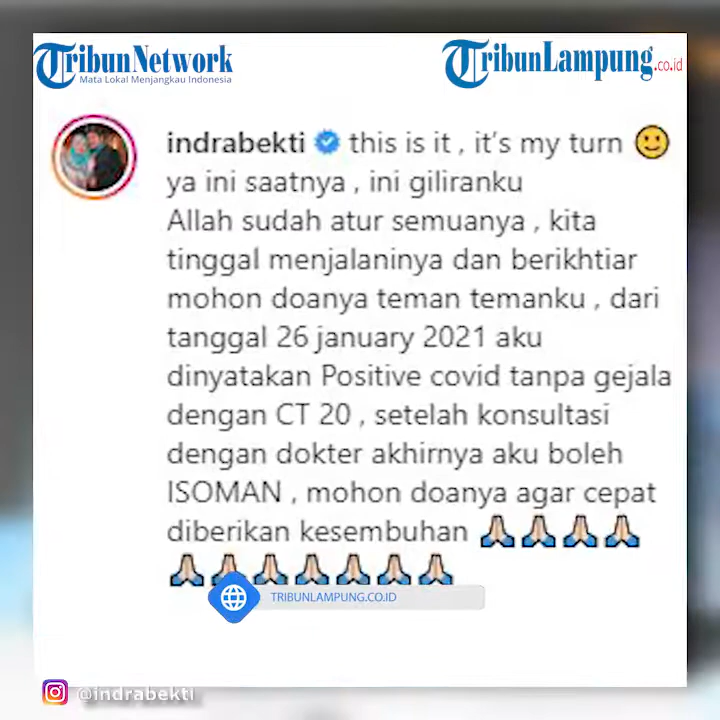 TribunNetwork
Mata Lokal Menjangkau Indonesia
TribunLampung.co.id
indrabekti this is it , it's my turn 🙂
ya ini saatnya , ini giliranku
Allah sudah atur semuanya , kita
tinggal menjalaninya dan berikhtiar
mohon doanya teman temanku , dari
tanggal 26 january 2021 aku
dinyatakan Positive covid tanpa gejala
dengan CT 20 , setelah konsultasi
dengan dokter akhirnya aku boleh
ISOMAN , mohon doanya agar cepat
diberikan kesembuhan 🙏🏻🙏🏻🙏🏻🙏🏻
🙏🏻🙏🏻🙏🏻🙏🏻🙏🏻🙏🏻🙏🏻
TRIBUNLAMPUNG.CO.ID
@indrabekti